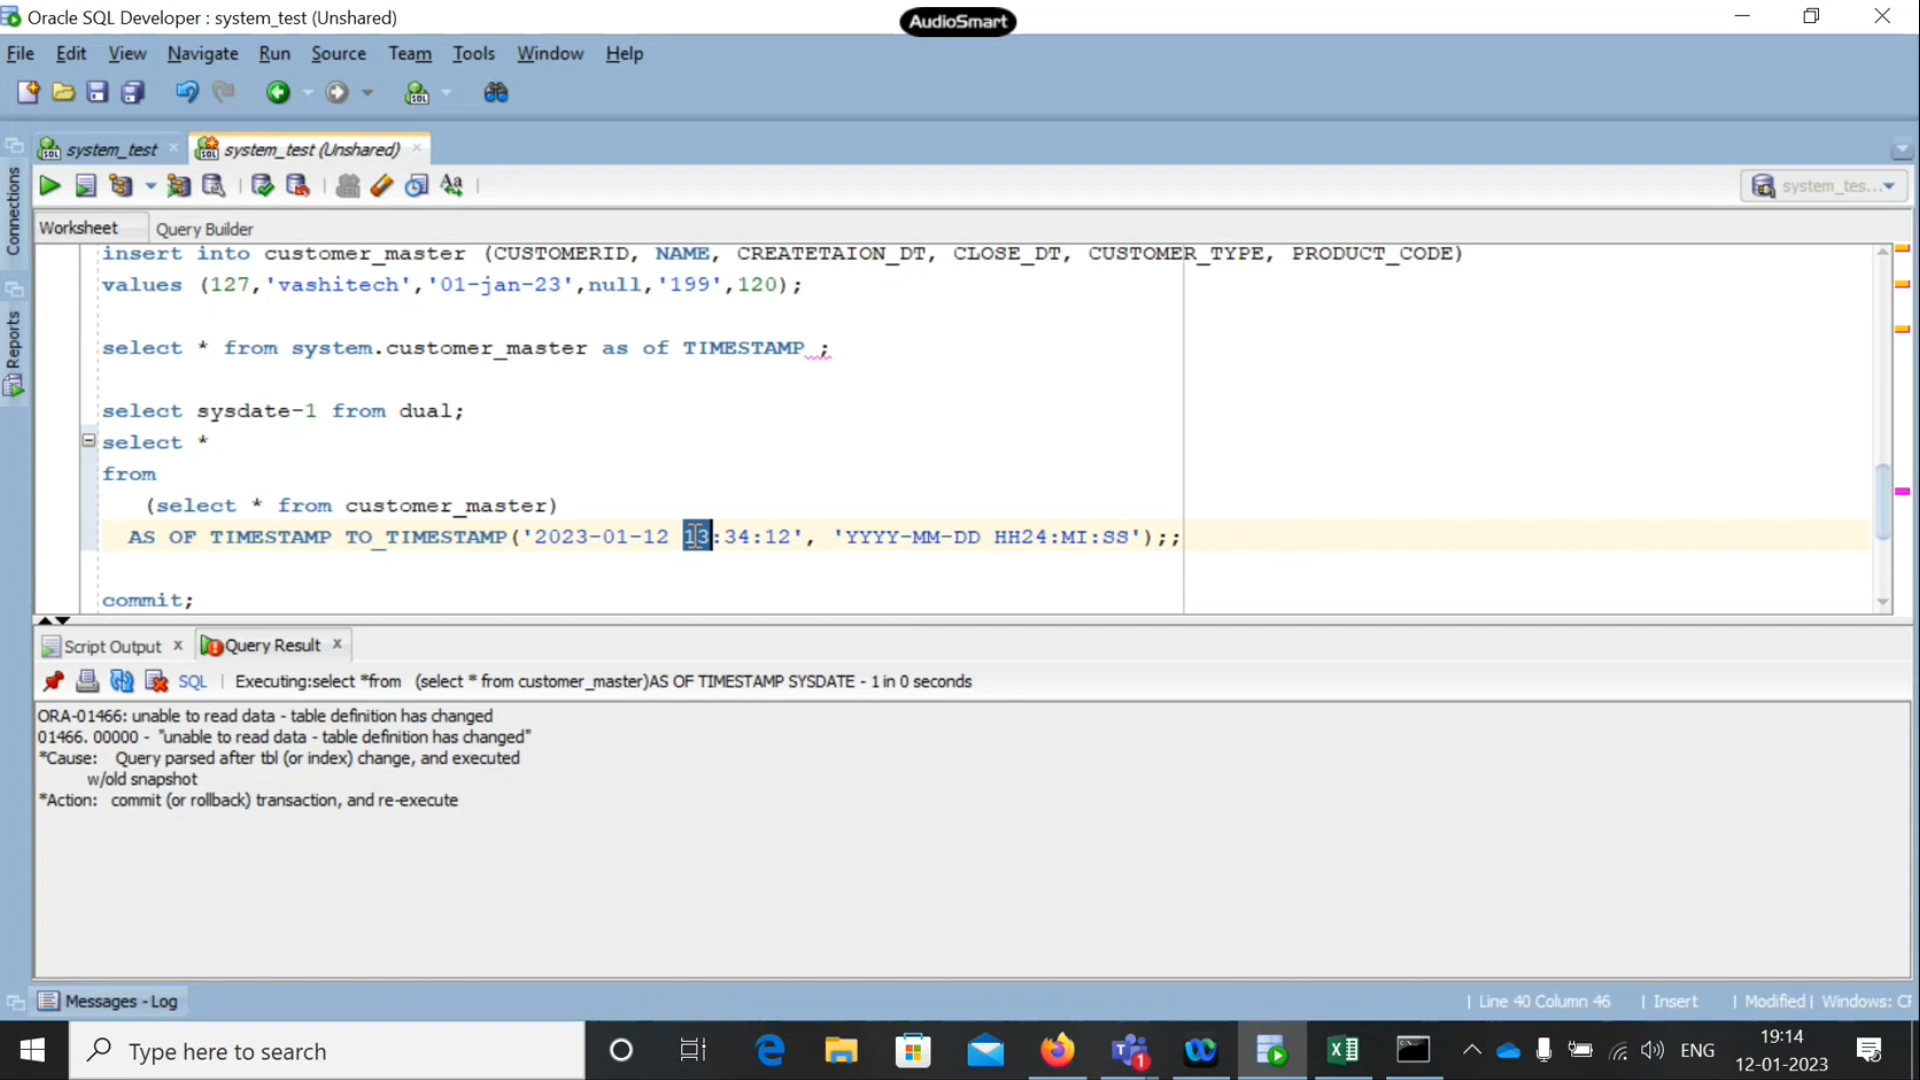 Oracle SQL Developer : system_test (Unshared)
AudioSmart
File Edit View Navigate Run Source Team Tools Window Help
system_test
system_test (Unshared)
system_tes...
Connections
Reports
Worksheet Query Builder
insert into customer_master (CUSTOMERID, NAME, CREATETAION_DT, CLOSE_DT, CUSTOMER_TYPE, PRODUCT_CODE)
values (127,'vashitech','01-jan-23',null,'199',120);
select * from system.customer_master as of TIMESTAMP ;
select sysdate-1 from dual;
select *
from
(select * from customer_master)
AS OF TIMESTAMP TO_TIMESTAMP('2023-01-12 13:34:12', 'YYYY-MM-DD HH24:MI:SS');;
commit;
Script Output x Query Result x
SQL | Executing:select *from (select * from customer_master)AS OF TIMESTAMP SYSDATE - 1 in 0 seconds
ORA-01466: unable to read data - table definition has changed
01466. 00000 - "unable to read data - table definition has changed"
*Cause: Query parsed after tbl (or index) change, and executed
w/old snapshot
*Action: commit (or rollback) transaction, and re-execute
Messages - Log
| Line 40 Column 46 | Insert | Modified | Windows: CF
Type here to search
1
ENG
19:14
12-01-2023